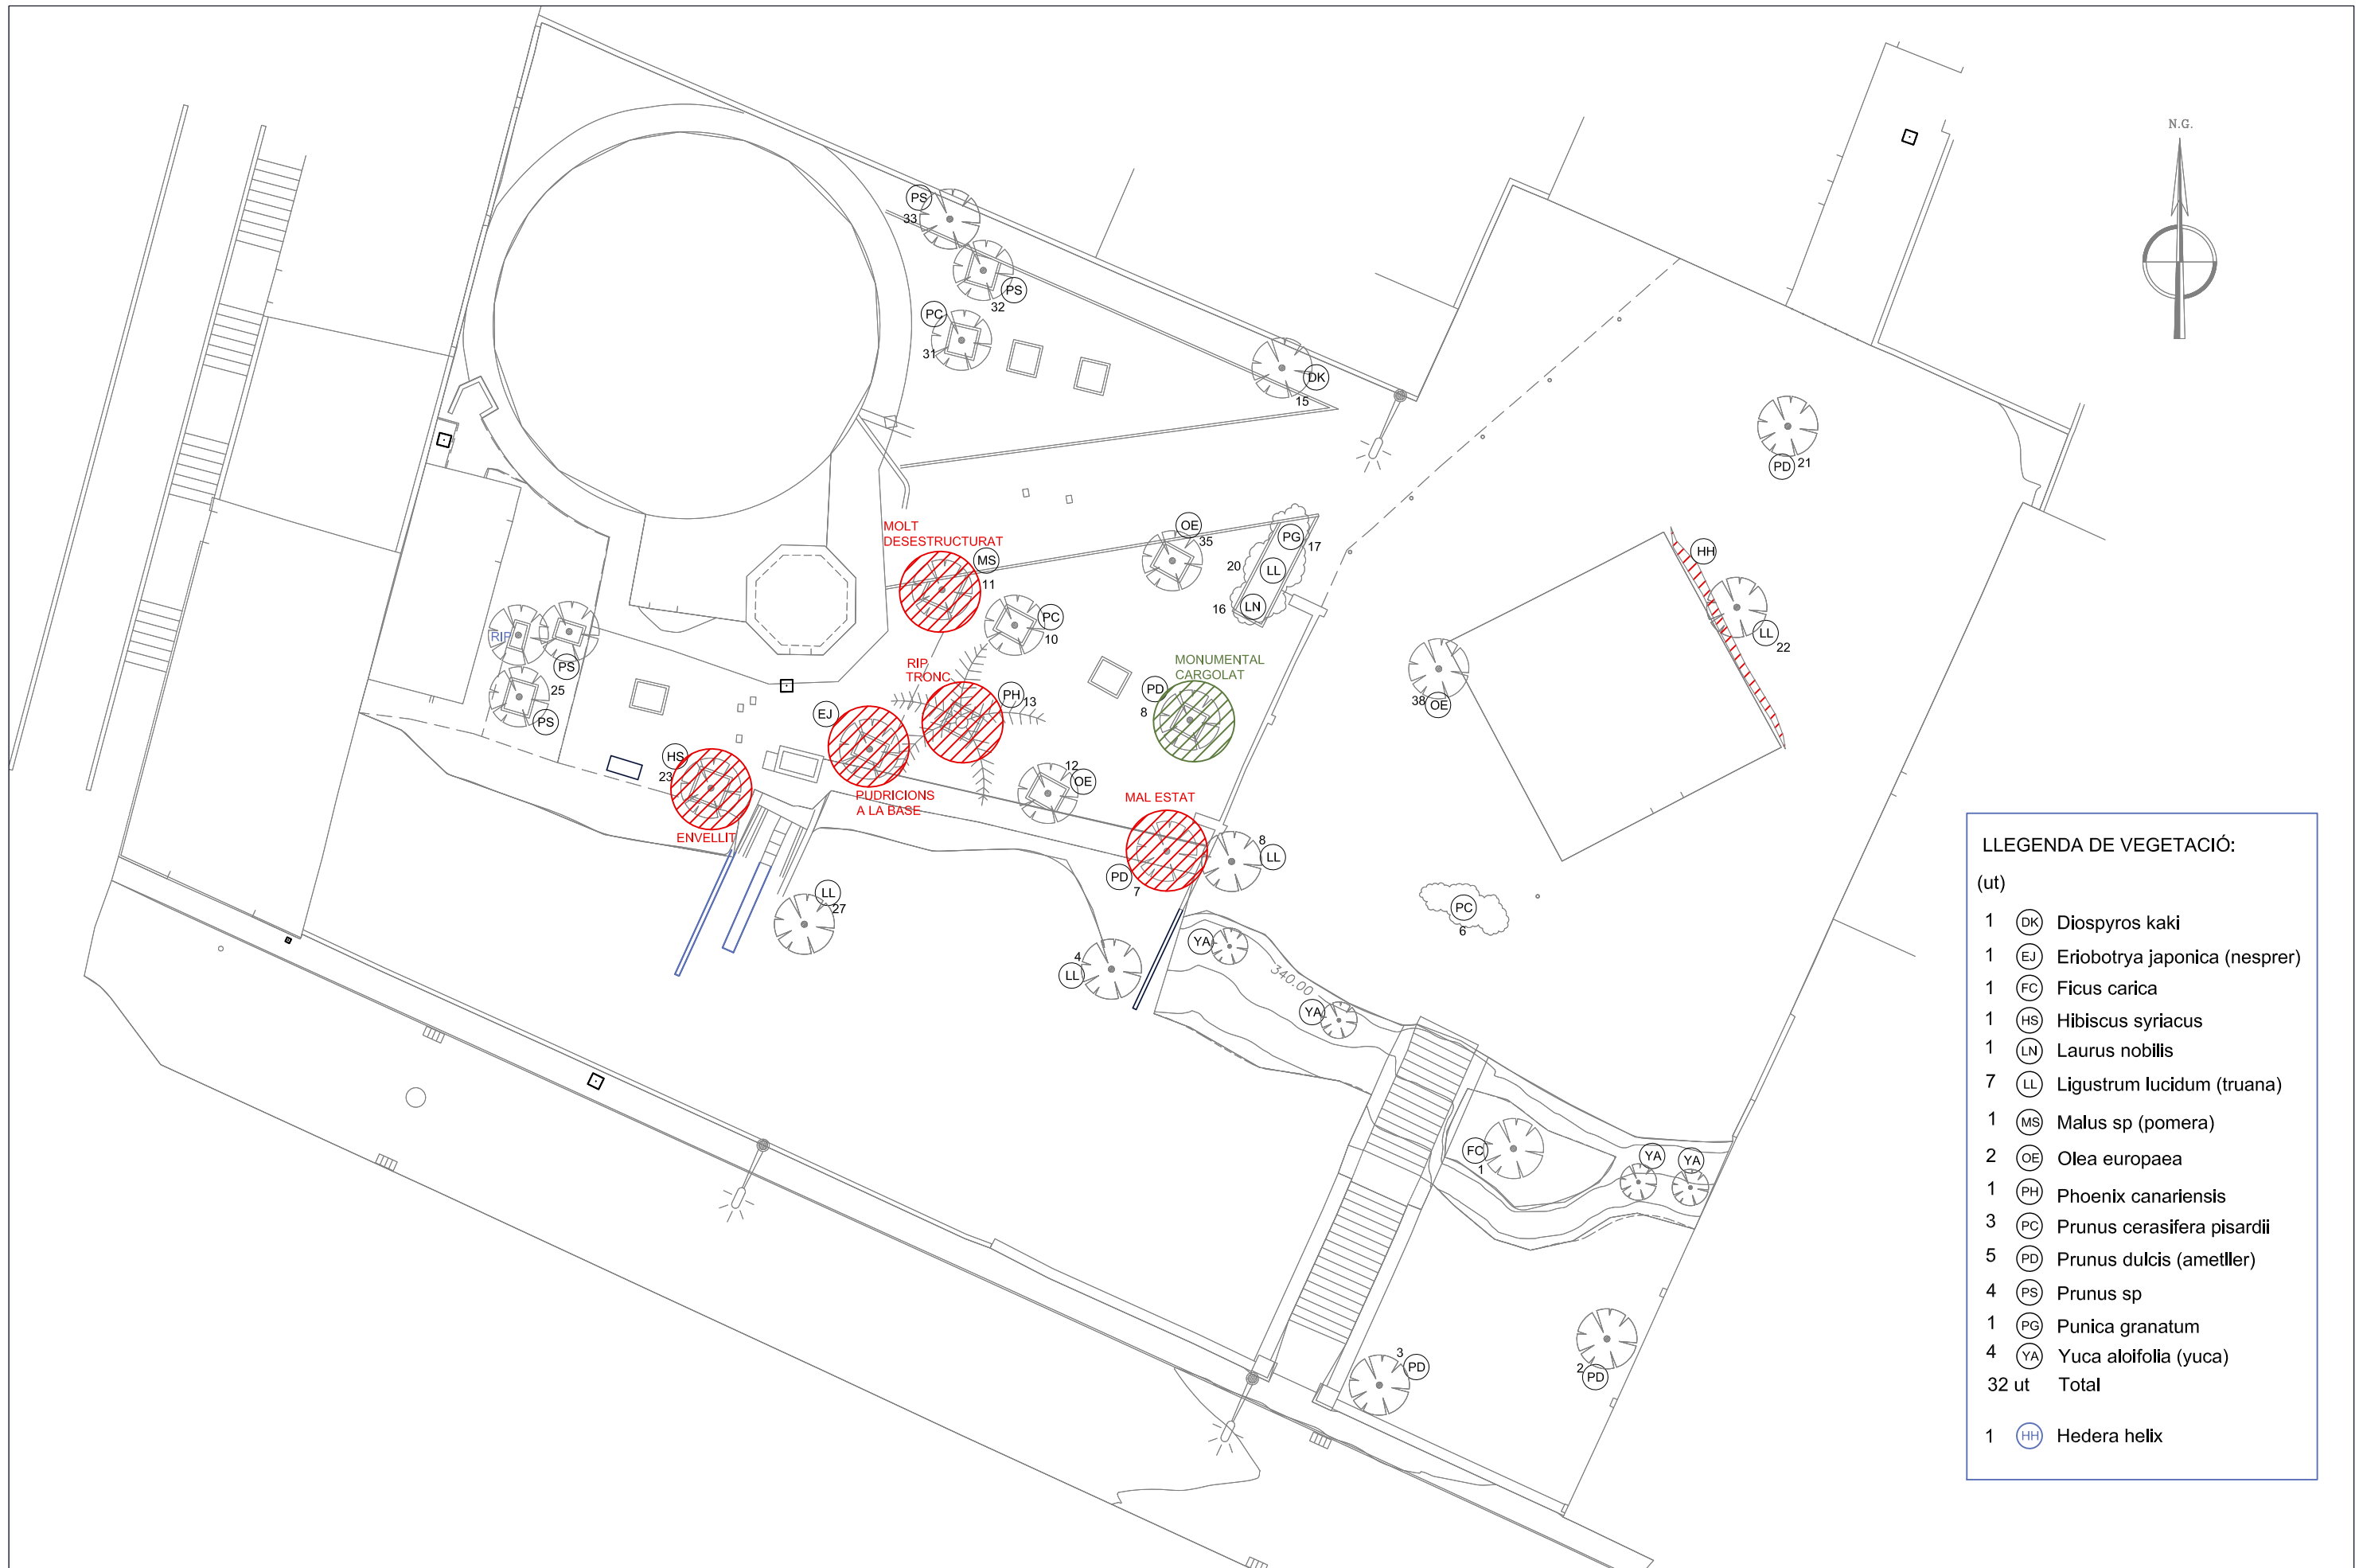 N.G.
PS
33
PS
32
PC
31
DK
15
PD 21
MOLT
DESESTRUCTURAT
MS
11
OE
35
PG
17
20
LL
16
LN
HH
LL
22
PC
10
RIP
PS
25
PS
RIP
TRONC
PH 13
MONUMENTAL
CARGOLAT
PD
8
38 OE
EJ
HS
23
PUDRICIONS
A LA BASE
ENVELLIT
12
OE
MAL ESTAT
8
LL
PD
7
LL
27
4
LL
YA
340.00
YA
PC
6
FC
1
YA
YA
3
PD
2
PD
LLEGENDA DE VEGETACIÓ:
(ut)
1 DK Diospyros kaki
1 EJ Eriobotrya japonica (nesprer)
1 FC Ficus carica
1 HS Hibiscus syriacus
1 LN Laurus nobilis
7 LL Ligustrum lucidum (truana)
1 MS Malus sp (pomera)
2 OE Olea europaea
1 PH Phoenix canariensis
3 PC Prunus cerasifera pisardii
5 PD Prunus dulcis (ametller)
4 PS Prunus sp
1 PG Punica granatum
4 YA Yuca aloifolia (yuca)
32 ut Total
1 HH Hedera helix